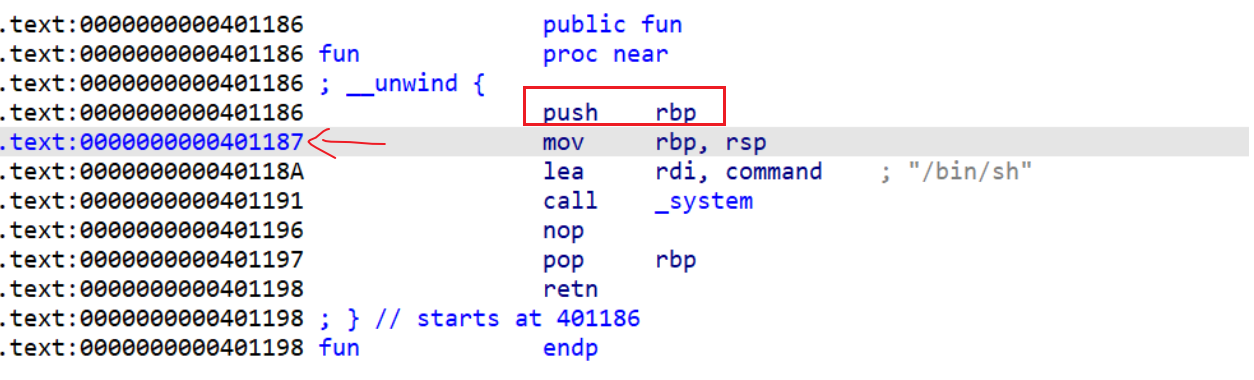 .text:0000000000401186                 public fun
.text:0000000000401186 fun             proc near
.text:0000000000401186 ; __unwind {
.text:0000000000401186                 push    rbp
.text:0000000000401187                 mov     rbp, rsp
.text:000000000040118A                 lea     rdi, command    ; "/bin/sh"
.text:0000000000401191                 call    _system
.text:0000000000401196                 nop
.text:0000000000401197                 pop     rbp
.text:0000000000401198                 retn
.text:0000000000401198 ; } // starts at 401186
.text:0000000000401198 fun             endp